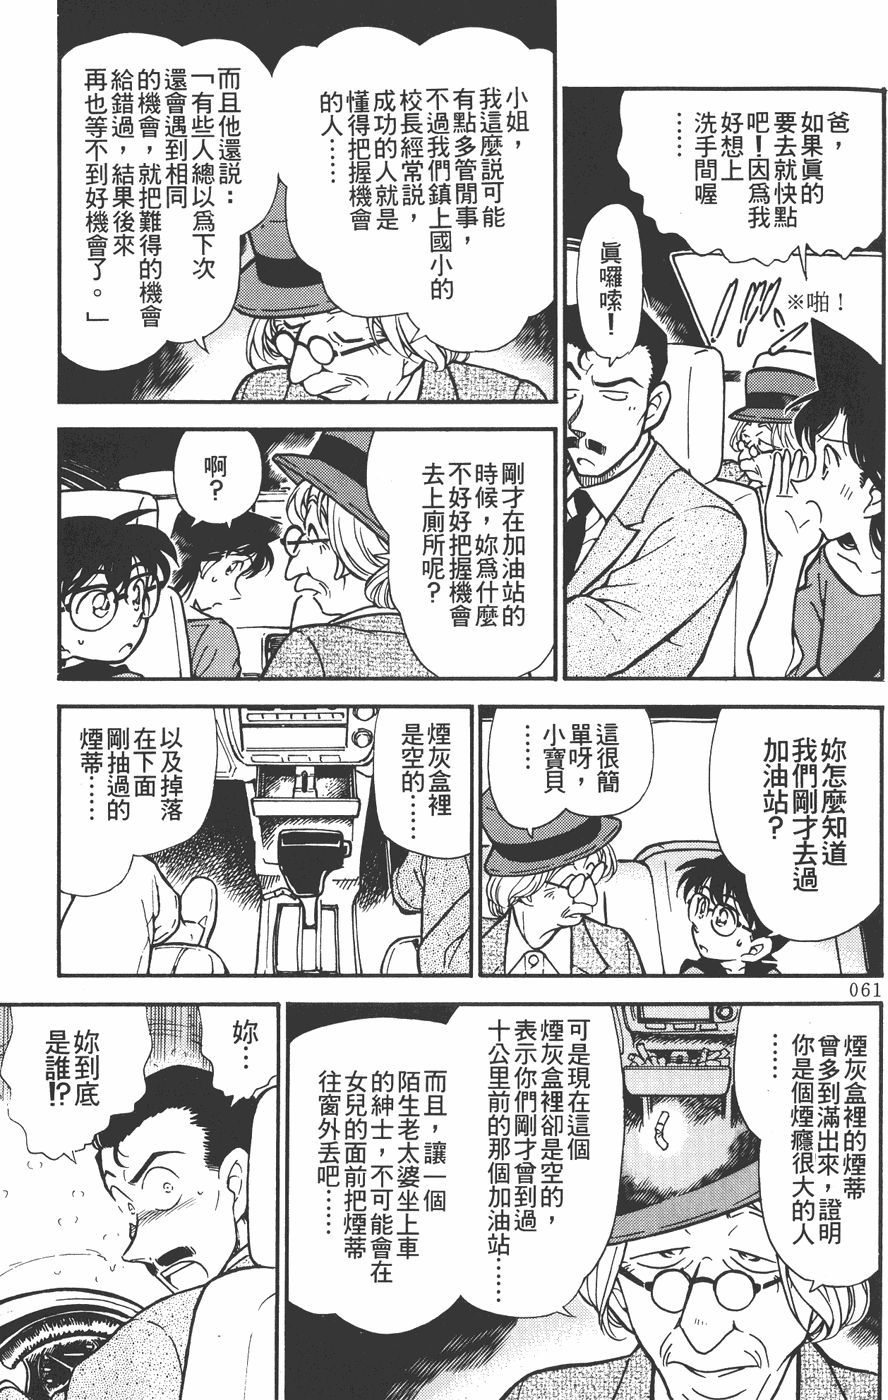 爸，
如果眞的
要去就快點
吧！因爲我
好想上
洗手間喔
……
※啪！
眞囉嗦！
小姐，
我這麼說可能
有點多管閒事，
不過我們鎮上國小的
校長經常說，
成功的人就是
懂得把握機會
的人……
而且他還說：
「有些人總以爲下次
還會遇到相同
的機會，就把難得的機會
給錯過，結果後來
再也等不到好機會了。」
剛才在加油站的
時候，妳爲什麼
不好好把握機會
去上廁所呢？
啊？
妳怎麼知道
我們剛才去過
加油站？
這很簡
單呀，
小寶貝
……
煙灰盒裡
是空的……
以及掉落
在下面
剛抽過的
煙蒂……
煙灰盒裡的煙蒂
曾多到滿出來，證明
你是個煙癮很大的人
可是現在這個
煙灰盒裡卻是空的，
表示你們剛才曾到過
十公里前的那個加油站……
而且，讓一個
陌生老太婆坐上車
的紳士，不可能會在
女兒的面前把煙蒂
往窗外丟吧……
妳…
妳到底
是誰!?
061